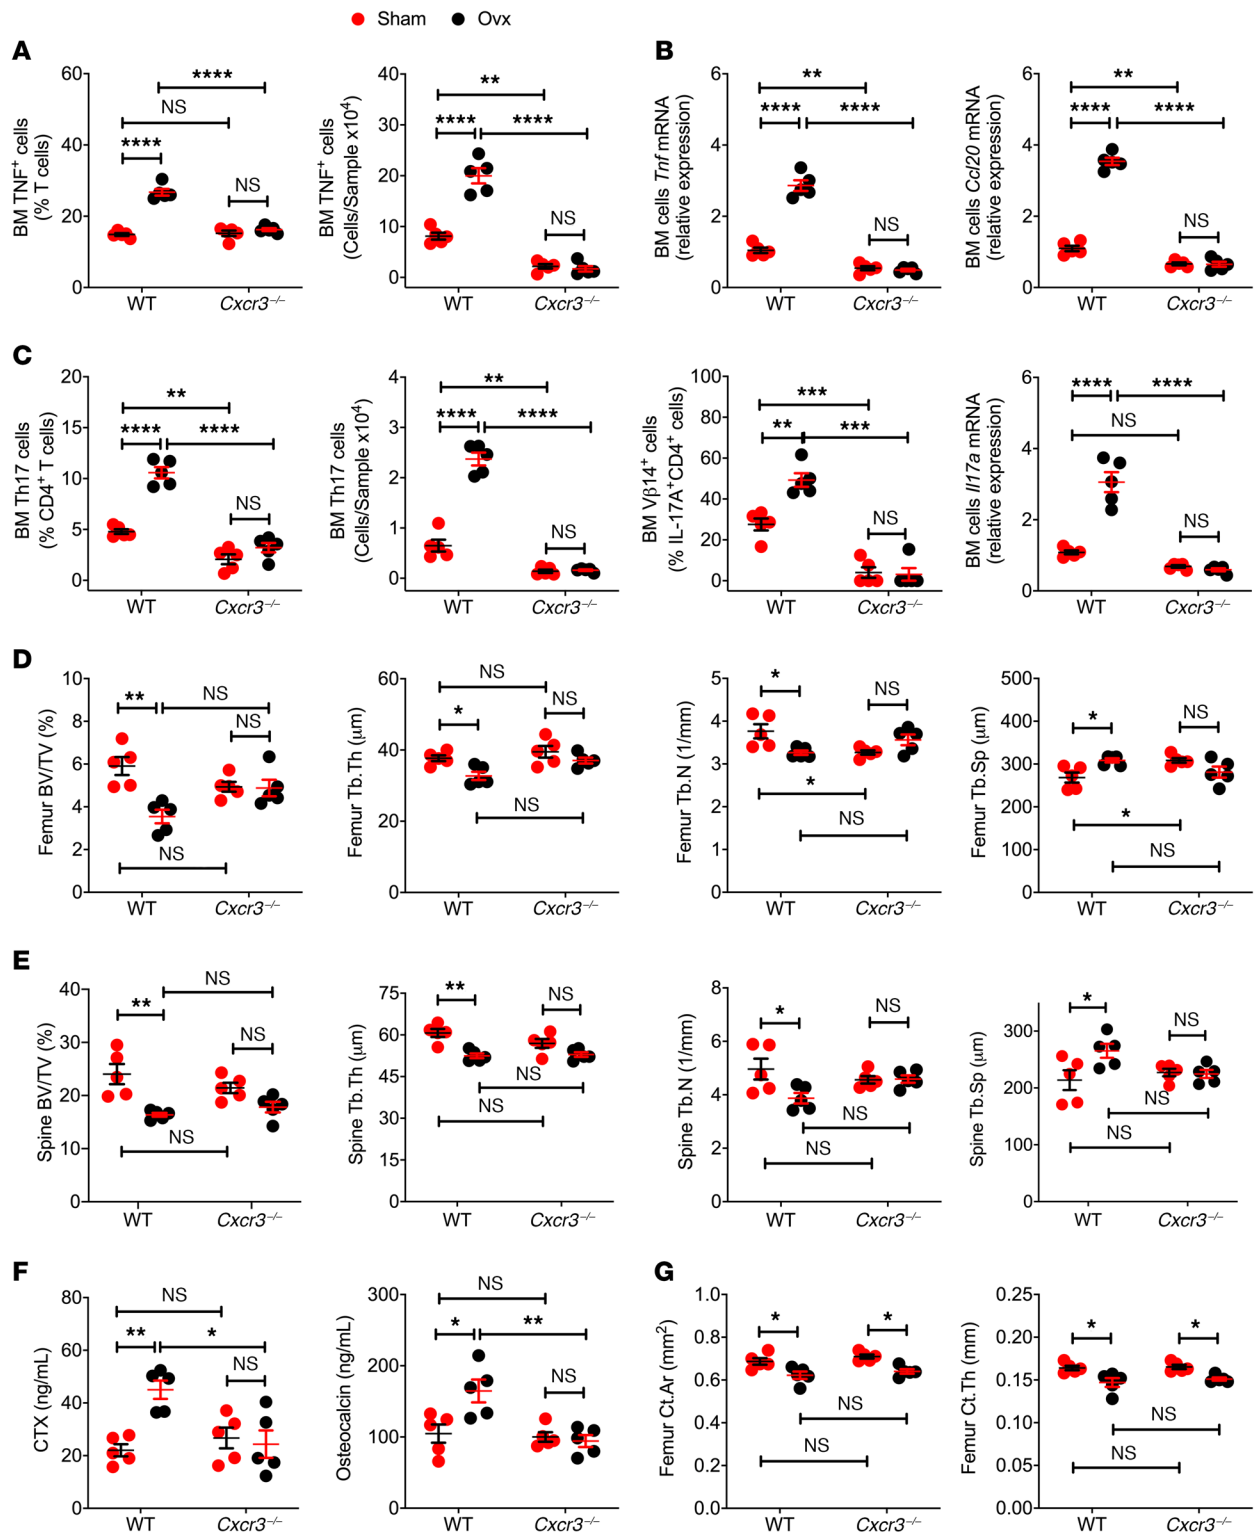 Sham Ovx
A
BM TNF+ cells
(% T cells)
60
40
20
0
****
NS
****
NS
WT
Cxcr3–/–
BM TNF+ cells
(Cells/Sample x104)
40
30
20
10
0
**
****
****
NS
WT
Cxcr3–/–
B
BM cells Tnf mRNA
(relative expression)
6
4
2
0
**
****
****
NS
WT
Cxcr3–/–
BM cells Ccl20 mRNA
(relative expression)
6
4
2
0
**
****
****
NS
WT
Cxcr3–/–
C
BM Th17 cells
(% CD4+ T cells)
20
15
10
5
0
**
****
****
NS
WT
Cxcr3–/–
BM Th17 cells
(Cells/Sample x104)
4
3
2
1
0
**
****
****
NS
WT
Cxcr3–/–
BM Vβ14+ cells
(% IL-17A+CD4+ cells)
100
80
60
40
20
0
***
**
***
NS
WT
Cxcr3–/–
BM cells Il17a mRNA
(relative expression)
6
4
2
0
****
****
NS
NS
WT
Cxcr3–/–
D
Femur BV/TV (%)
10
8
6
4
2
0
**
NS
NS
NS
WT
Cxcr3–/–
Femur Tb.Th (μm)
60
40
20
0
NS
*
NS
NS
WT
Cxcr3–/–
Femur Tb.N (1/mm)
5
4
3
2
1
0
*
NS
*
NS
WT
Cxcr3–/–
Femur Tb.Sp (μm)
500
400
300
200
100
0
*
NS
*
NS
WT
Cxcr3–/–
E
Spine BV/TV (%)
40
30
20
10
0
NS
**
NS
NS
WT
Cxcr3–/–
Spine Tb.Th (μm)
75
60
45
30
15
0
**
NS
NS
NS
WT
Cxcr3–/–
Spine Tb.N (1/mm)
8
6
4
2
0
*
NS
NS
NS
WT
Cxcr3–/–
Spine Tb.Sp (μm)
300
200
100
0
*
NS
NS
NS
WT
Cxcr3–/–
F
CTX (ng/mL)
80
60
40
20
0
NS
**
*
NS
WT
Cxcr3–/–
Osteocalcin (ng/mL)
300
200
100
0
NS
*
**
NS
WT
Cxcr3–/–
G
Femur Ct.Ar (mm2)
1.0
0.8
0.6
0.4
0.2
0.0
*
*
NS
NS
WT
Cxcr3–/–
Femur Ct.Th (mm)
0.25
0.20
0.15
0.10
0.05
0.00
*
*
NS
NS
WT
Cxcr3–/–